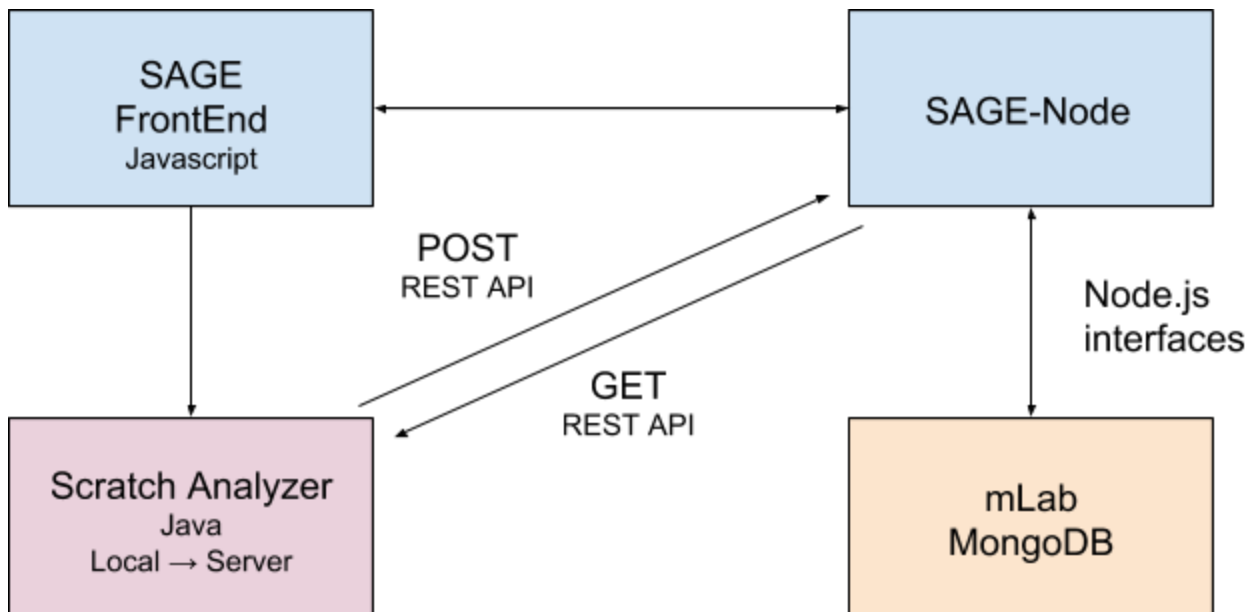 SAGE
FrontEnd
Javascript
SAGE-Node
POST
REST API
Node.js
interfaces
GET
REST API
Scratch Analyzer
Java
Local → Server
mLab
MongoDB